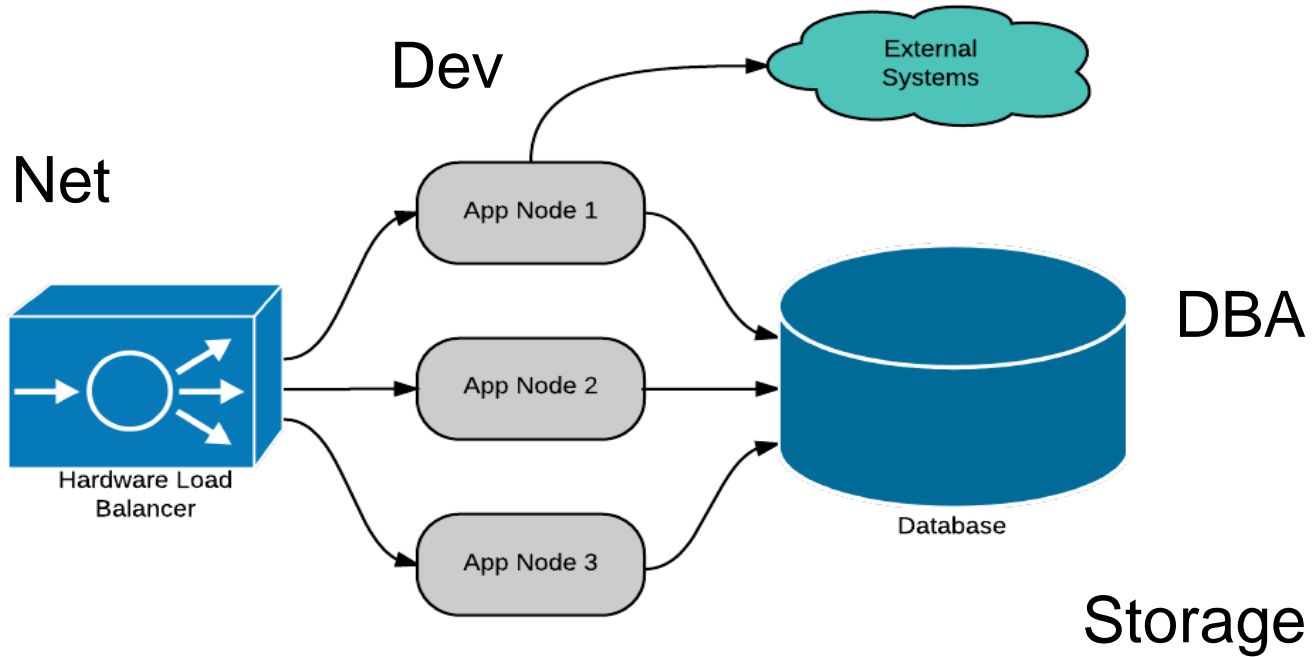 Dev
External
Systems
Net
App Node 1
DBA
App Node 2
Hardware Load
Balancer
Database
App Node 3
Storage